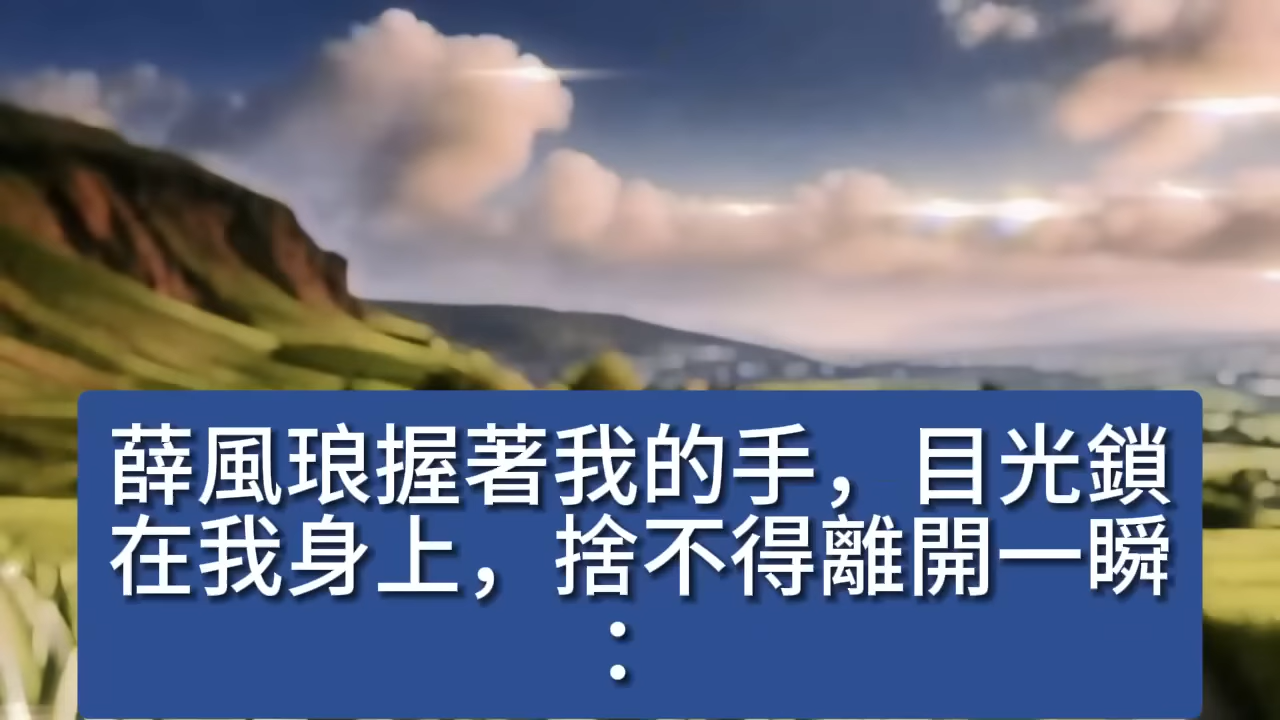 薛風琅握著我的手，目光鎖
在我身上，捨不得離開一瞬
：